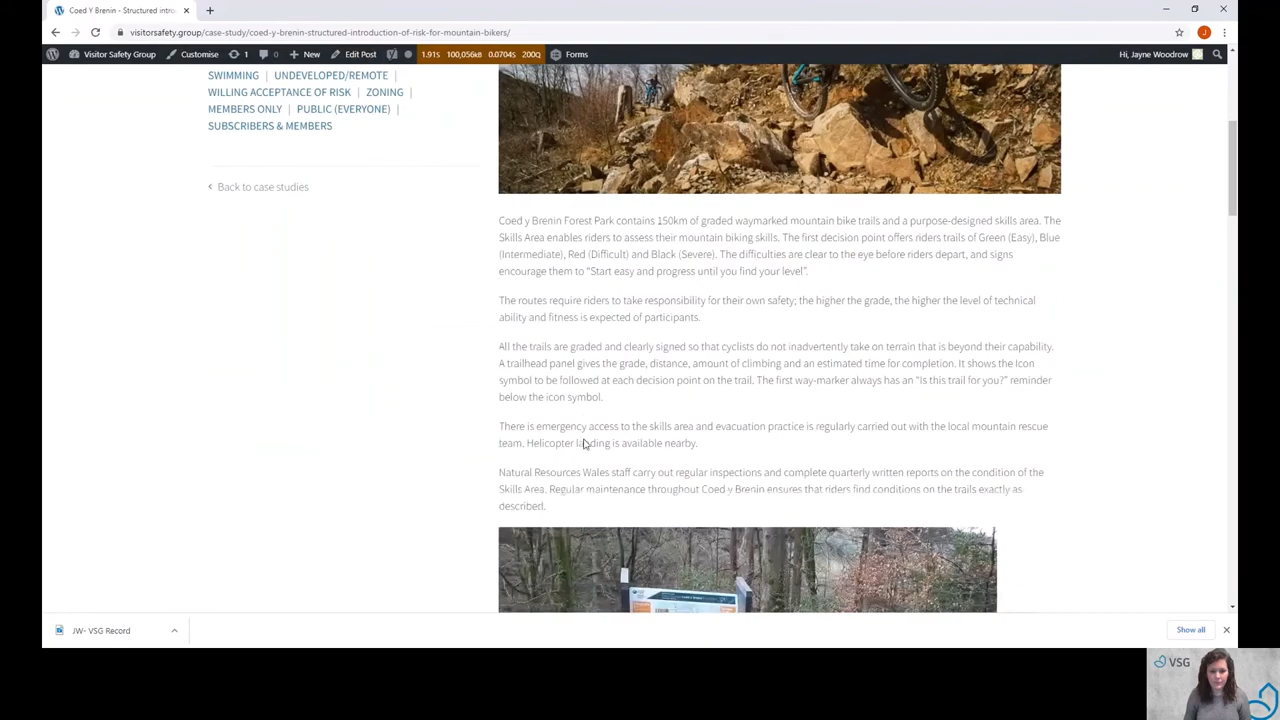 Coed Y Brenin - Structured intro
visitorsafety.group/case-study/coed-y-brenin-structured-introduction-of-risk-for-mountain-bikers/
Visitor Safety Group Customise 1 0 New Edit Post 1.91s 100,056kB 0.0704s 200Q Forms Hi, Jayne Woodrow
SWIMMING | UNDEVELOPED/REMOTE |
WILLING ACCEPTANCE OF RISK | ZONING |
MEMBERS ONLY | PUBLIC (EVERYONE) |
SUBSCRIBERS & MEMBERS
Back to case studies
Coed y Brenin Forest Park contains 150km of graded waymarked mountain bike trails and a purpose-designed skills area. The
Skills Area enables riders to assess their mountain biking skills. The first decision point offers riders trails of Green (Easy), Blue
(Intermediate), Red (Difficult) and Black (Severe). The difficulties are clear to the eye before riders depart, and signs
encourage them to “Start easy and progress until you find your level”.
The routes require riders to take responsibility for their own safety; the higher the grade, the higher the level of technical
ability and fitness is expected of participants.
All the trails are graded and clearly signed so that cyclists do not inadvertently take on terrain that is beyond their capability.
A trailhead panel gives the grade, distance, amount of climbing and an estimated time for completion. It shows the Icon
symbol to be followed at each decision point on the trail. The first way-marker always has an “Is this trail for you?” reminder
below the icon symbol.
There is emergency access to the skills area and evacuation practice is regularly carried out with the local mountain rescue
team. Helicopter landing is available nearby.
Natural Resources Wales staff carry out regular inspections and complete quarterly written reports on the condition of the
Skills Area. Regular maintenance throughout Coed y Brenin ensures that riders find conditions on the trails exactly as
described.
JW- VSG Record
Show all
VSG